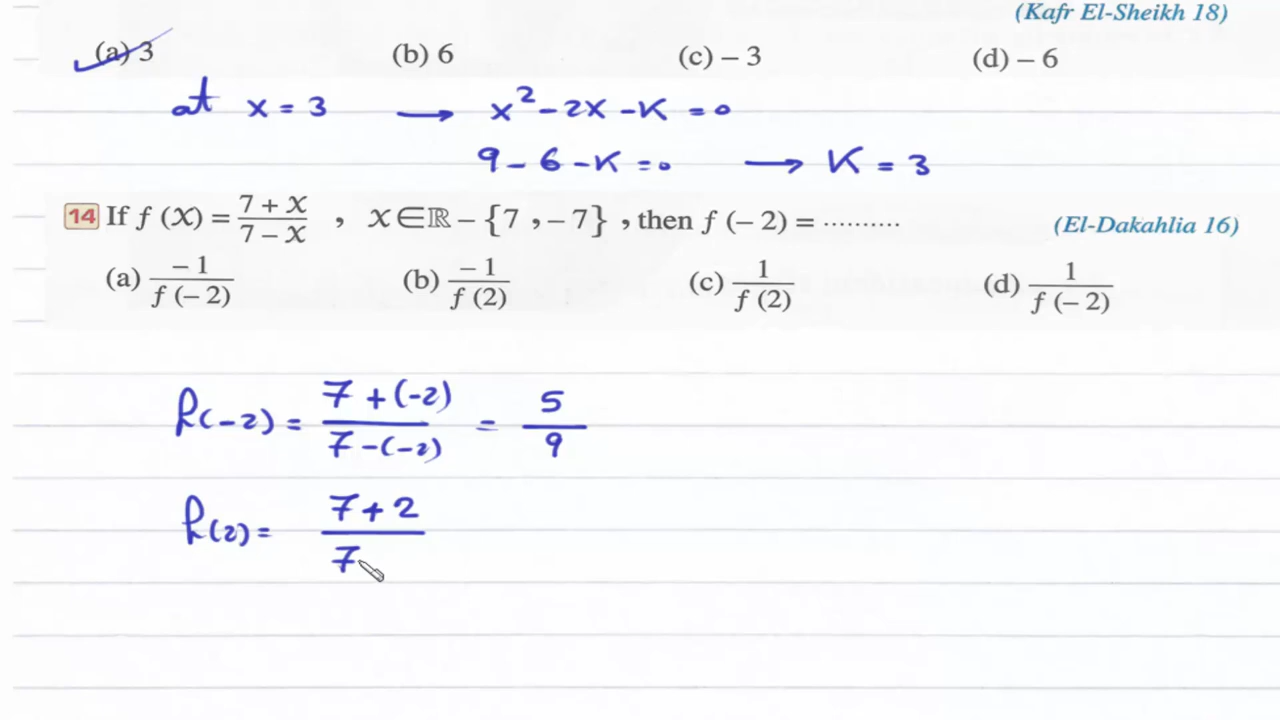 (Kafr El-Sheikh 18)
(a) 3 (b) 6 (c) – 3 (d) – 6
at x = 3 → x² - 2x - K = 0
9 - 6 - K = 0 → K = 3
14 If f (X) = (7 + X)/(7 – X) , X ∈ ℝ – {7 , – 7} , then f (– 2) = .......... (El-Dakahlia 16)
(a) – 1/f (– 2) (b) – 1/f (2) (c) 1/f (2) (d) 1/f (– 2)
f(-2) = (7 + (-2))/(7 - (-2)) = 5/9
f(2) = (7 + 2)/7